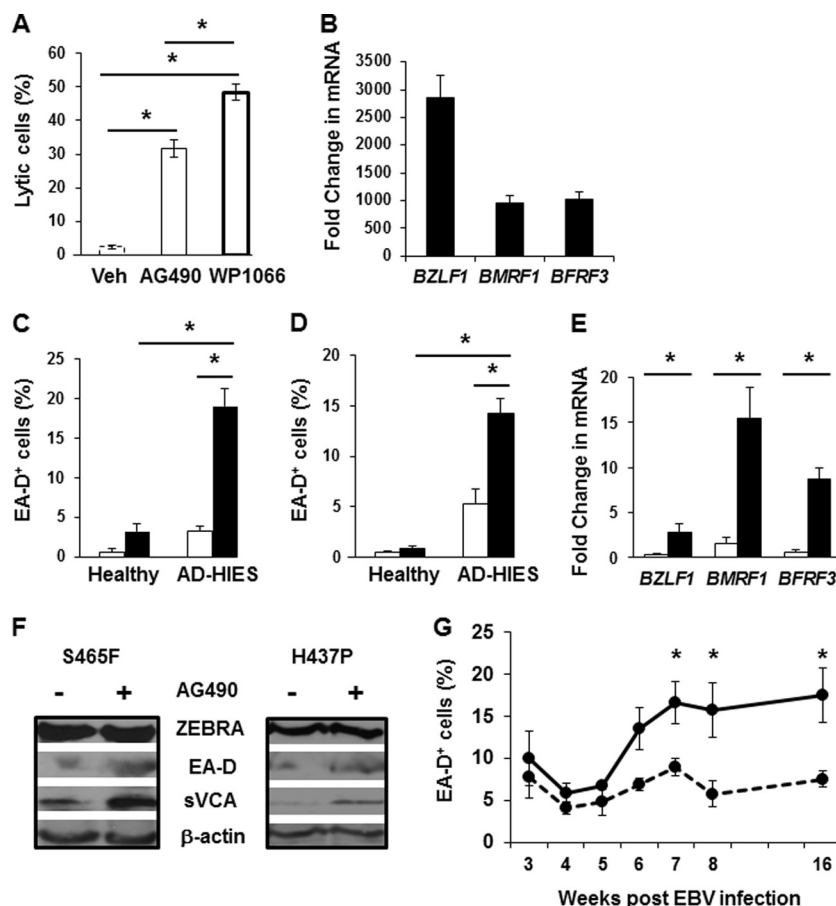 A
Lytic cells (%)
60
50
40
30
20
10
0
*
*
*
Veh AG490 WP1066
B
Fold Change in mRNA
3500
3000
2500
2000
1500
1000
500
0
BZLF1 BMRF1 BFRF3
C
EA-D+ cells (%)
25
20
15
10
5
0
*
*
Healthy AD-HIES
D
EA-D+ cells (%)
20
15
10
5
0
*
*
Healthy AD-HIES
E
Fold Change in mRNA
20
15
10
5
0
* * *
BZLF1 BMRF1 BFRF3
F
S465F H437P
- + AG490 - +
ZEBRA
EA-D
sVCA
β-actin
G
EA-D+ cells (%)
25
20
15
10
5
0
* * *
3 4 5 6 7 8 16
Weeks post EBV infection